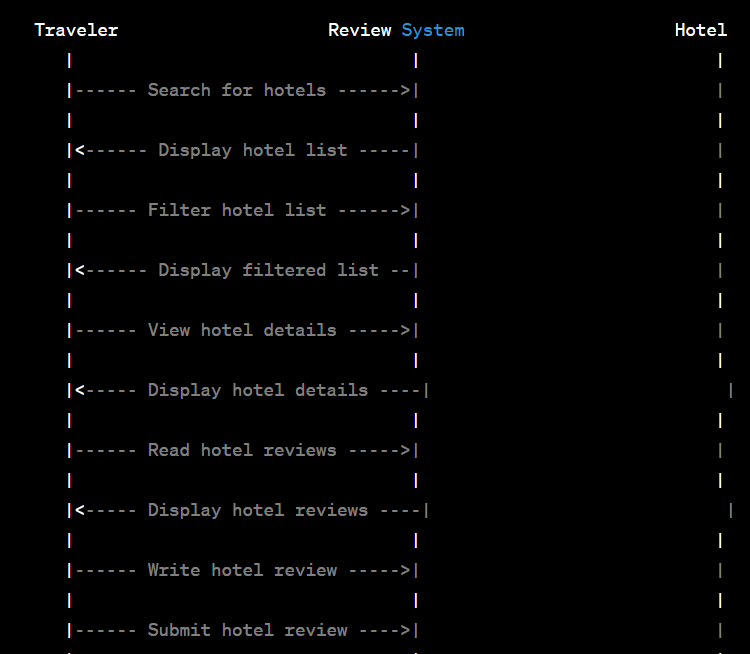 Traveler                    Review System                    Hotel
   |                                |                            |
   |------ Search for hotels ------>|                            |
   |                                |                            |
   |<------ Display hotel list -----|                            |
   |                                |                            |
   |------ Filter hotel list ------>|                            |
   |                                |                            |
   |<------ Display filtered list --|                            |
   |                                |                            |
   |------ View hotel details ----->|                            |
   |                                |                            |
   |<----- Display hotel details ----|                            |
   |                                |                            |
   |------ Read hotel reviews ----->|                            |
   |                                |                            |
   |<----- Display hotel reviews ----|                            |
   |                                |                            |
   |------ Write hotel review ----->|                            |
   |                                |                            |
   |------ Submit hotel review ---->|                            |